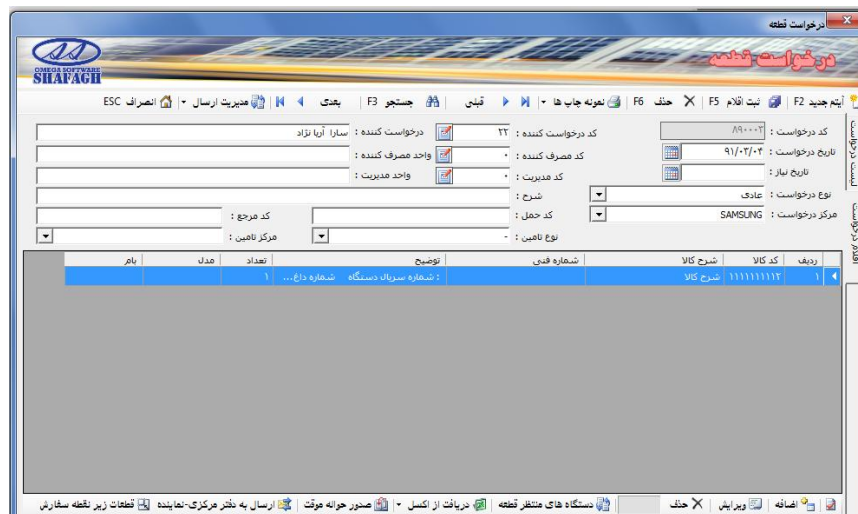 درخواست قطعه
درخواست قطعه
OMEGA SOFTWARE
SHAFAGH
آیتم جدید F2 ثبت اقلام F5 حذف F6 نمونه چاپ ها قبلی جستجو F3 بعدی مدیریت ارسال انصراف ESC
لیست درخواست
اقلام درخواست
کد درخواست : ۸۹۰۰۰۲ کد درخواست کننده : ۲۲ درخواست کننده : سارا آریا نژاد
تاریخ درخواست : ۹۱/۰۳/۰۴ کد مصرف کننده : ۰ واحد مصرف کننده :
تاریخ نیاز : کد مدیریت : ۰ واحد مدیریت :
نوع درخواست : عادی شرح :
مرکز درخواست : SAMSUNG کد حمل : کد مرجع :
نوع تامین : - مرکز تامین :
ردیف کد کالا شرح کالا شماره فنی توضیح تعداد مدل بام
۱ ۱۱۱۱۱۱۱۱۱۲ شرح کالا : شماره سریال دستگاه شماره داغ... ۱
اضافه ویرایش حذف دستگاه های منتظر قطعه دریافت از اکسل صدور حواله موقت ارسال به دفتر مرکزی-نماینده قطعات زیر نقطه سفارش